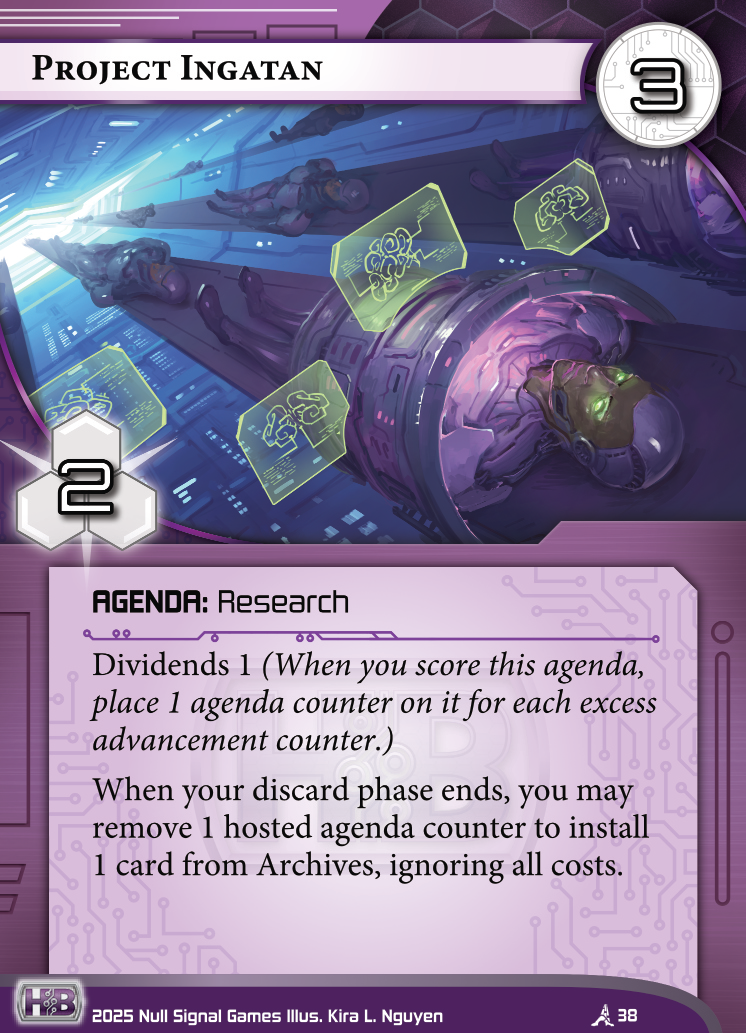 Project Ingatan
3
2
AGENDA: Research
Dividends 1 (When you score this agenda,
place 1 agenda counter on it for each excess
advancement counter.)
When your discard phase ends, you may
remove 1 hosted agenda counter to install
1 card from Archives, ignoring all costs.
HB
2025 Null Signal Games Illus. Kira L. Nguyen
38